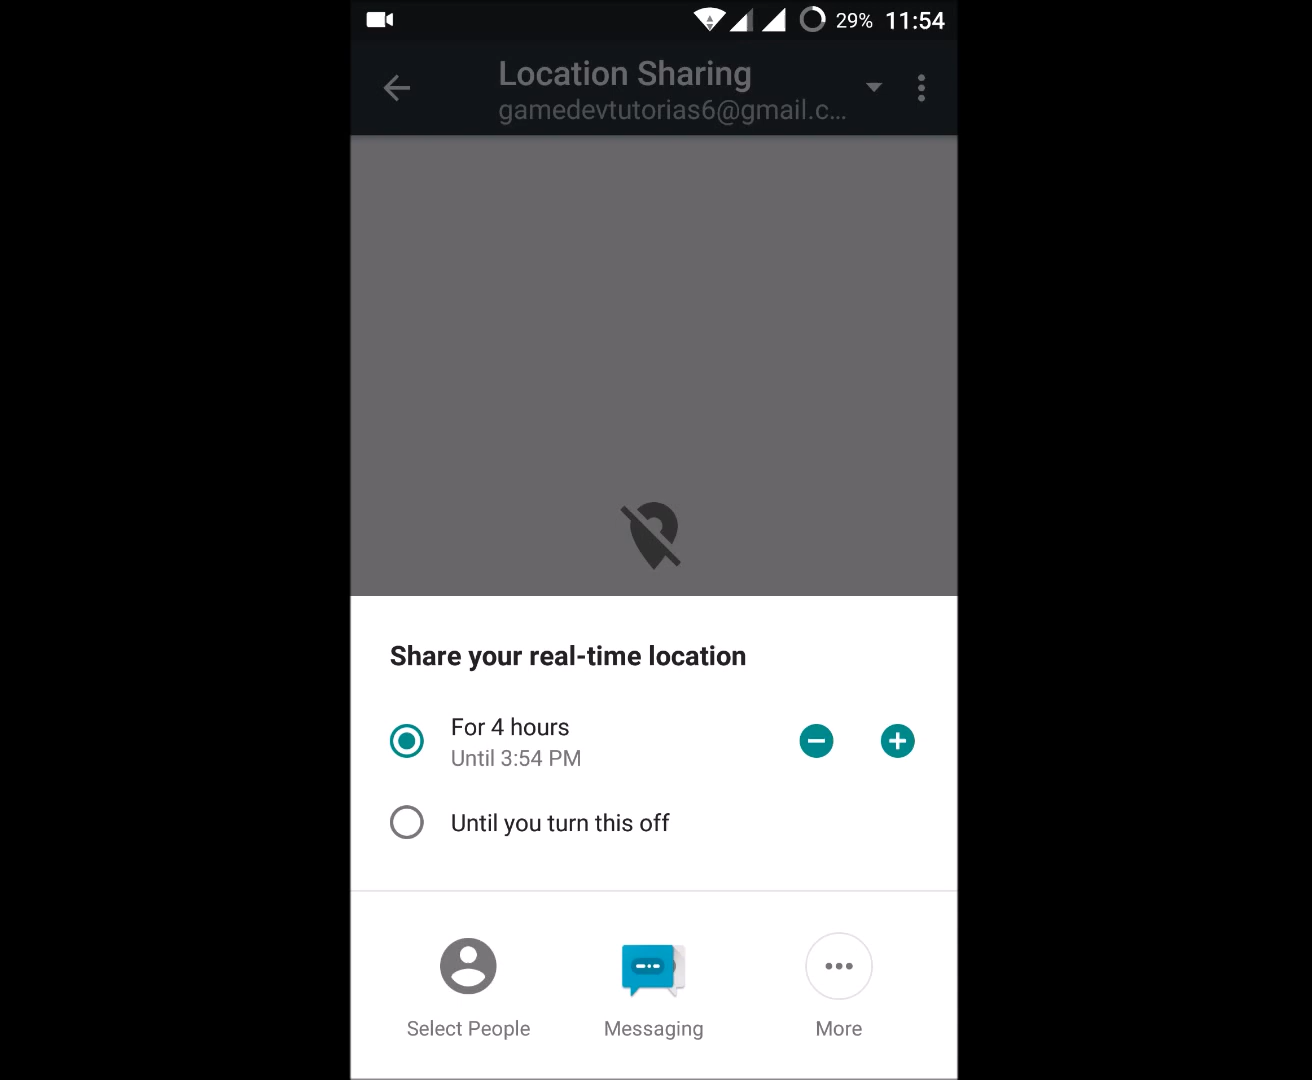 29% 11:54
Location Sharing
gamedevtutorias6@gmail.c...
Share your real-time location
For 4 hours
Until 3:54 PM
Until you turn this off
Select People
Messaging
More